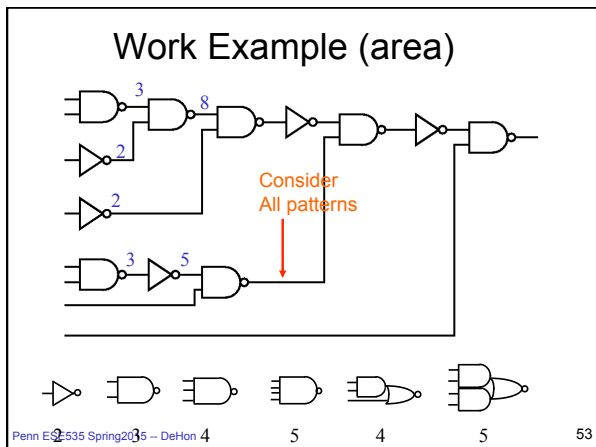 Work Example (area)
3
8
2
Consider
All patterns
2
3
5
2 3 4 5 4 5
Penn ESE535 Spring2015 -- DeHon
53